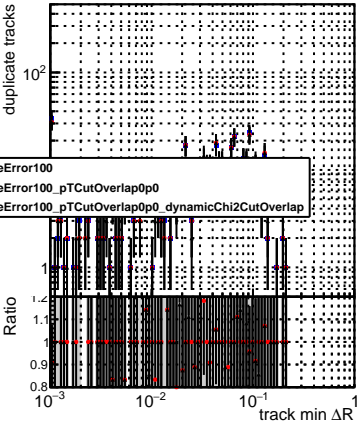 duplicate tracks
10²
eError100
eError100_pTCutOverlap0p0
eError100_pTCutOverlap0p0_dynamicChi2CutOverlap
1
Ratio
1.2
1.1
1
0.9
0.8
10⁻³ 10⁻² 10⁻¹ 1
track min ΔR